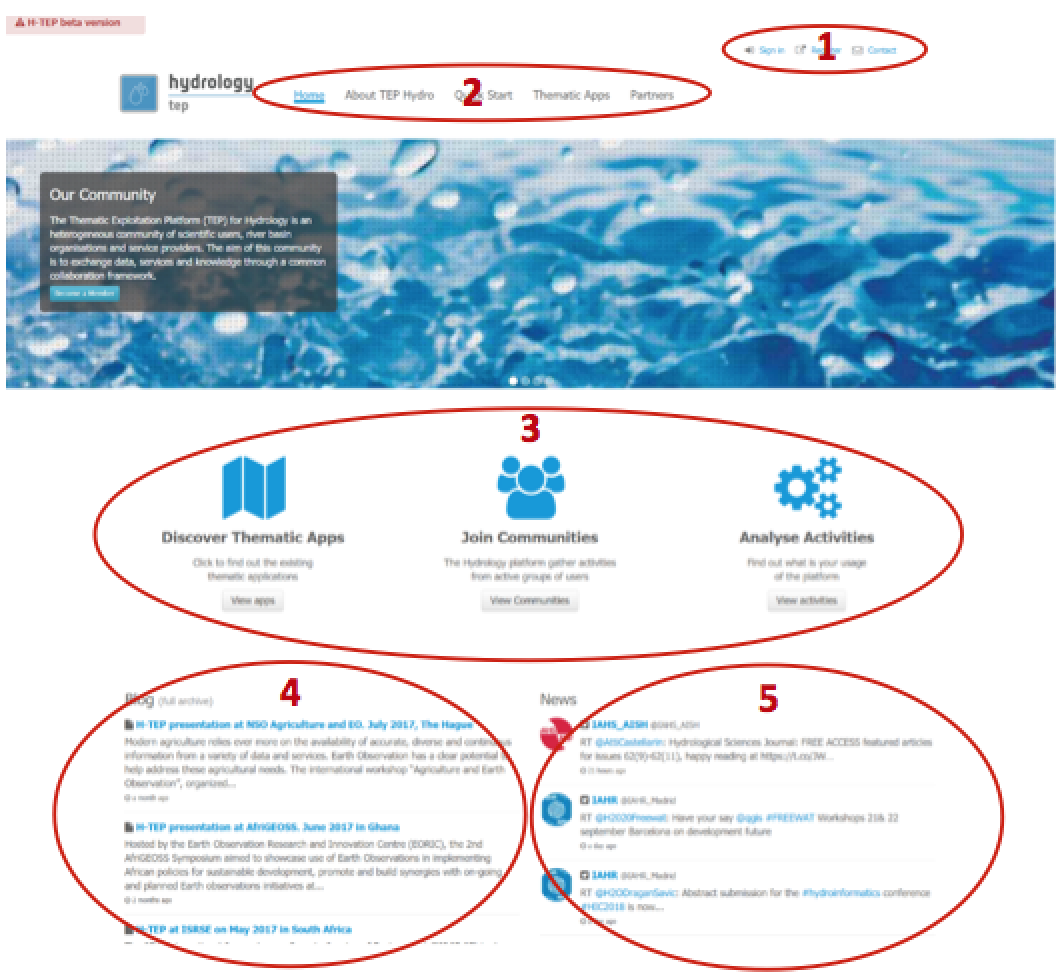 H-TEP beta version
1
Sign in Register Contact
hydrology
tep
2
Home About TEP Hydro Quick Start Thematic Apps Partners
Our Community
The Thematic Exploitation Platform (TEP) for Hydrology is an
heterogeneous community of scientific users, river basin
organisations and service providers. The aim of this community
is to exchange data, services and knowledge through a common
collaboration framework.
Become a Member
3
Discover Thematic Apps
Click to find out the existing
thematic applications
View apps
Join Communities
The Hydrology platform gather activities
from active groups of users
View Communities
Analyse Activities
Find out what is your usage
of the platform
View activities
4
Blog (full archive)
H-TEP presentation at NSO Agriculture and EO. July 2017, The Hague
Modern agriculture relies ever more on the availability of accurate, diverse and continuous
information from a variety of data and services. Earth Observation has a clear potential to
help address these agricultural needs. The international workshop "Agriculture and Earth
Observation", organized...
a month ago
H-TEP presentation at AfriGEOSS. June 2017 in Ghana
Hosted by the Earth Observation Research and Innovation Centre (EORIC), the 2nd
AfriGEOSS Symposium aimed to showcase use of Earth Observations in implementing
African policies for sustainable development, promote and build synergies with on-going
and planned Earth observations initiatives at...
2 months ago
H-TEP at ISRSE on May 2017 in South Africa
5
News
IAHS_AISH @IAHS_AISH
RT @AttCastellarin: Hydrological Sciences Journal: FREE ACCESS featured articles
for issues 62(9)-62(11), happy reading at
21 hours ago
IAHR @IAHR_Madrid
RT @H2020Freewat: Have your say @qgis #FREEWAT Workshops 21& 22
september Barcelona on development future
a day ago
IAHR @IAHR_Madrid
RT @H2ODraganSavic: Abstract submission for the #hydroinformatics conference
#HIC2018 is now...